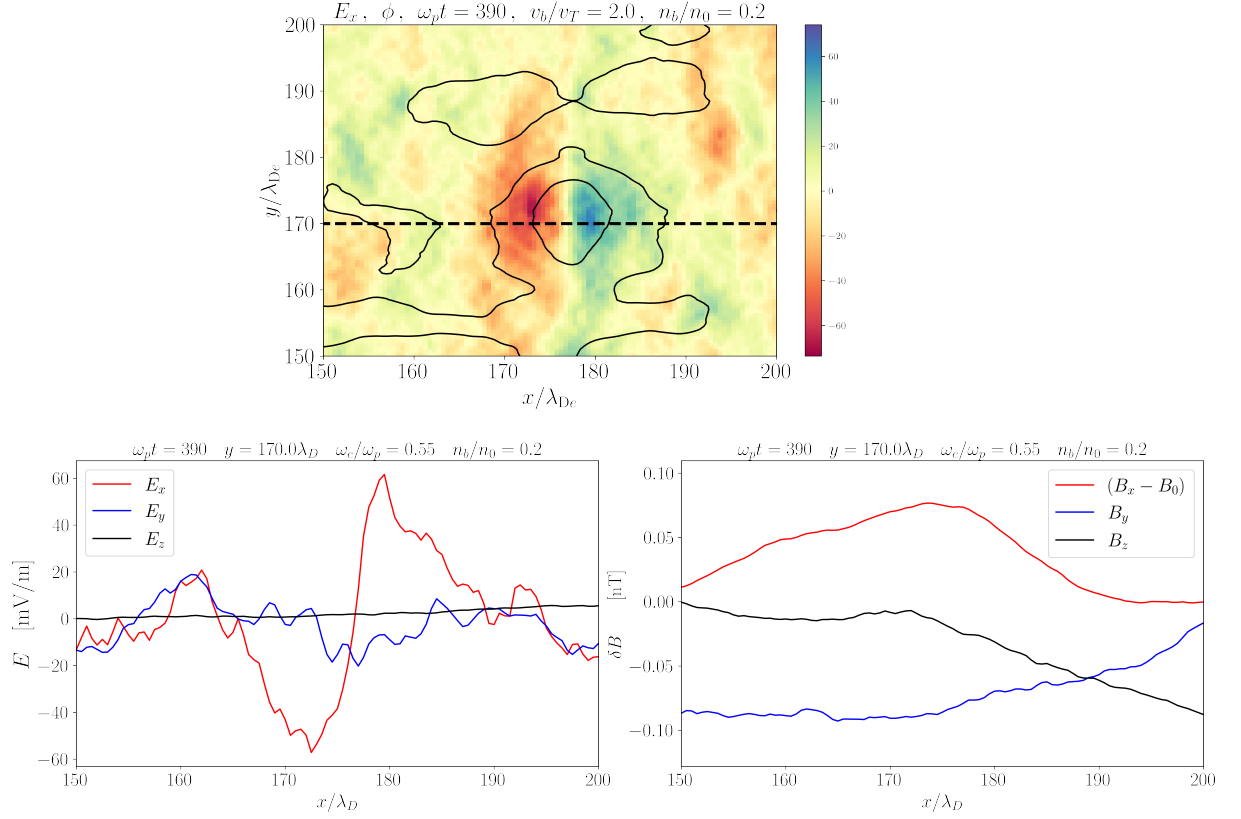 E_x , ϕ , ω_p t = 390 , v_b/v_T = 2.0 , n_b/n_0 = 0.2
200
190
180
170
160
150
y/λ_De
150 160 170 180 190 200
x/λ_De
60
40
20
0
−20
−40
−60
ω_p t = 390 y = 170.0λ_D ω_c/ω_p = 0.55 n_b/n_0 = 0.2
E_x
E_y
E_z
60
40
20
0
−20
−40
−60
E [mV/m]
150 160 170 180 190 200
x/λ_D
ω_p t = 390 y = 170.0λ_D ω_c/ω_p = 0.55 n_b/n_0 = 0.2
(B_x − B_0)
B_y
B_z
0.10
0.05
0.00
−0.05
−0.10
δB [nT]
150 160 170 180 190 200
x/λ_D